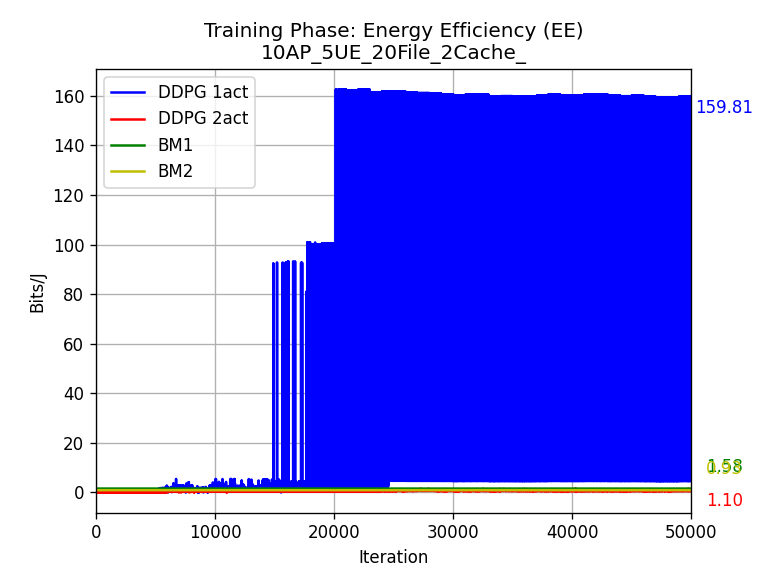 Training Phase: Energy Efficiency (EE)
10AP_5UE_20File_2Cache_
DDPG 1act
DDPG 2act
BM1
BM2
160
140
120
100
80
60
40
20
0
Bits/J
159.81
1.58
1.10
0
10000
20000
30000
40000
50000
Iteration